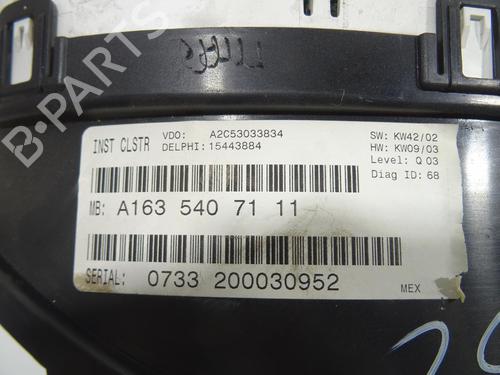 INST CLSTR
VDO: A2C53033834
DELPHI: 15443884
SW: KW42/02
HW: KW09/03
Level: Q 03
Diag ID: 68
MB: A163 540 71 11
SERIAL: 0733 200030952
MEX